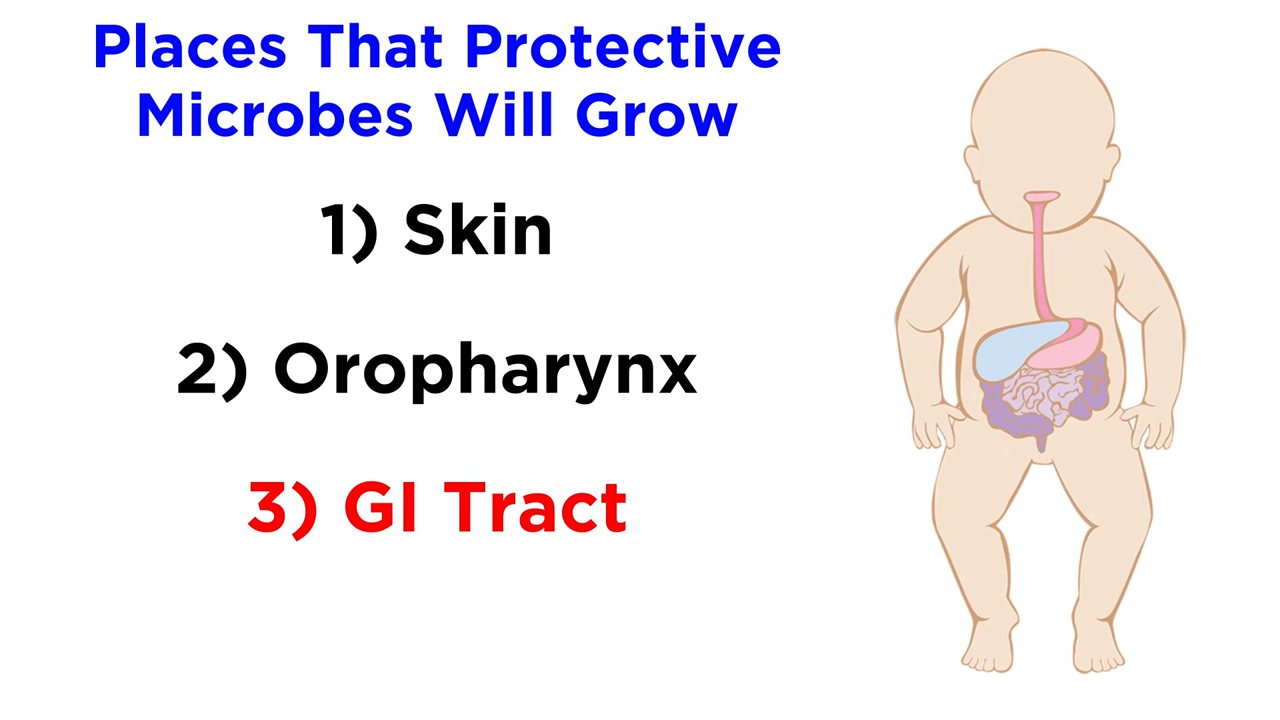 Places That Protective
Microbes Will Grow
1) Skin
2) Oropharynx
3) GI Tract